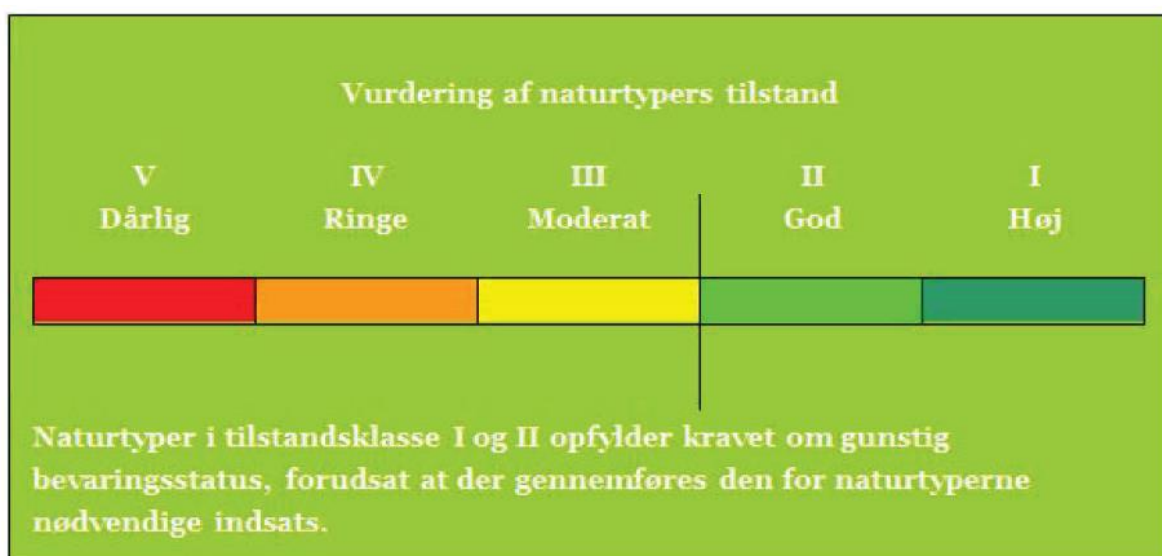 Vurdering af naturtypers tilstand
V IV III II I
Dårlig Ringe Moderat God Høj
Naturtyper i tilstandsklasse I og II opfylder kravet om gunstig
bevaringsstatus, forudsat at der gennemføres den for naturtyperne
nødvendige indsats.